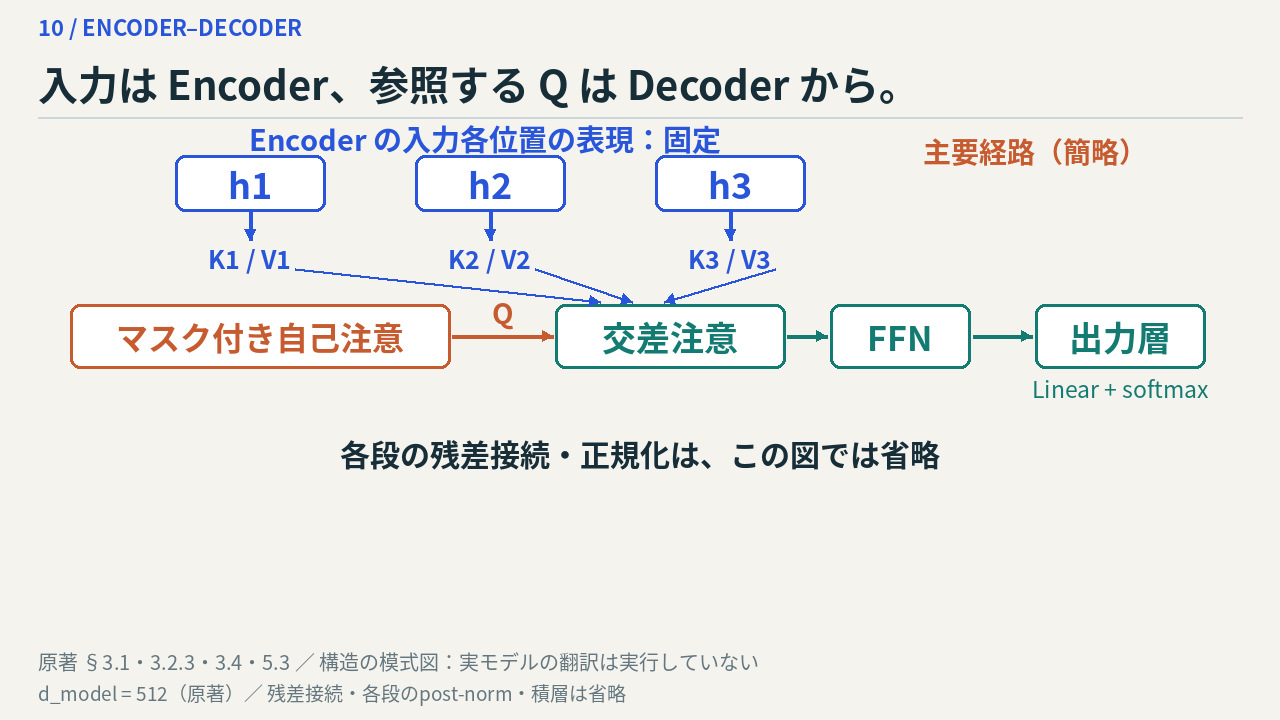 10 / ENCODER–DECODER
入力は Encoder、参照する Q は Decoder から。
Encoder の入力各位置の表現：固定
主要経路（簡略）
h1
h2
h3
K1 / V1
K2 / V2
K3 / V3
マスク付き自己注意
Q
交差注意
FFN
出力層
Linear + softmax
各段の残差接続・正規化は、この図では省略
原著 §3.1・3.2.3・3.4・5.3 ／ 構造の模式図：実モデルの翻訳は実行していない
d_model = 512（原著）／ 残差接続・各段のpost-norm・積層は省略